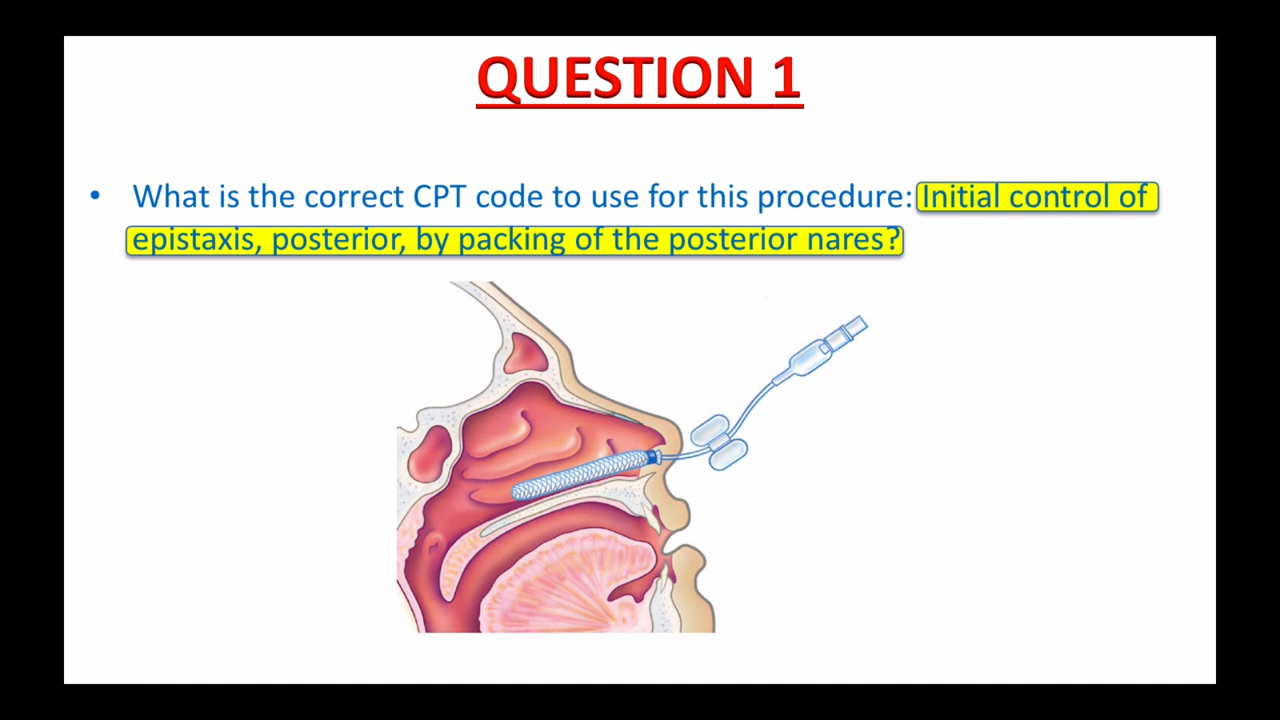 QUESTION 1
• What is the correct CPT code to use for this procedure: Initial control of
epistaxis, posterior, by packing of the posterior nares?